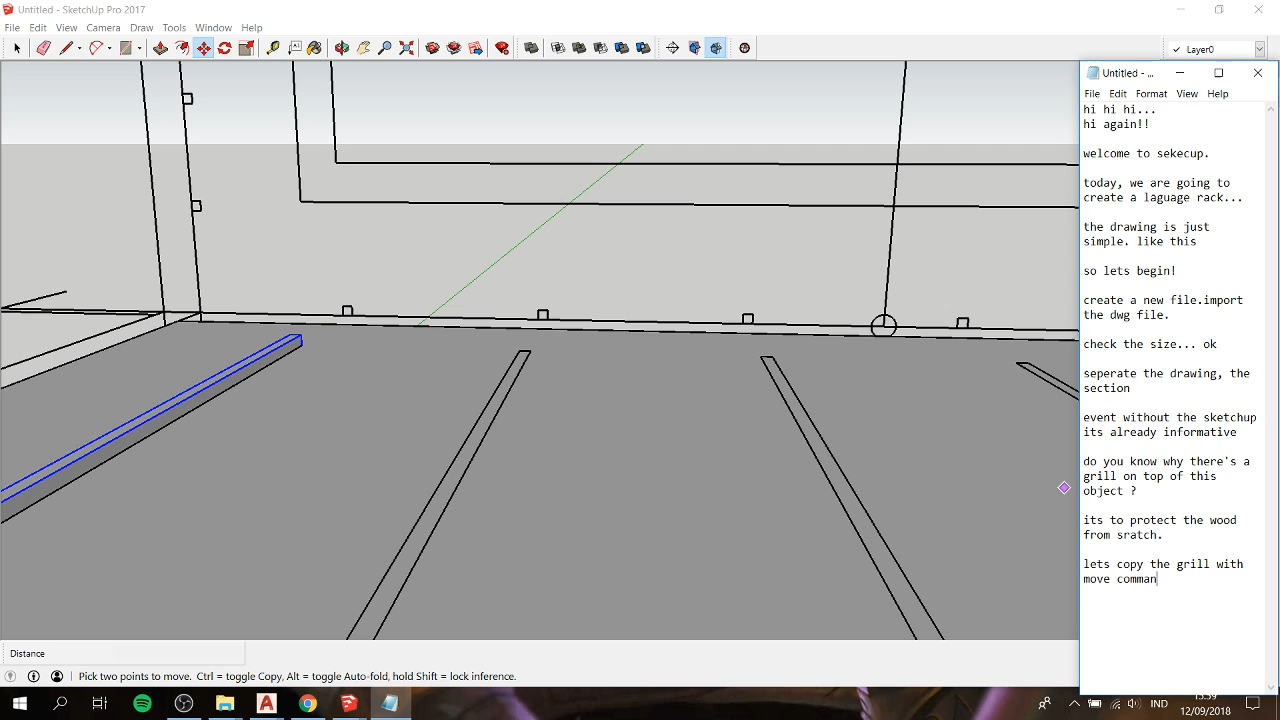 Untitled - SketchUp Pro 2017
File Edit View Camera Draw Tools Window Help
Layer0
Untitled - ...
File Edit Format View Help
hi hi hi...
hi again!!
welcome to sekecup.
today, we are going to
create a laguage rack...
the drawing is just
simple. like this
so lets begin!
create a new file.import
the dwg file.
check the size... ok
seperate the drawing, the
section
event without the sketchup
its already informative
do you know why there's a
grill on top of this
object ?
its to protect the wood
from sratch.
lets copy the grill with
move comman
Distance
Pick two points to move. Ctrl = toggle Copy, Alt = toggle Auto-fold, hold Shift = lock inference.
IND
15.59
12/09/2018